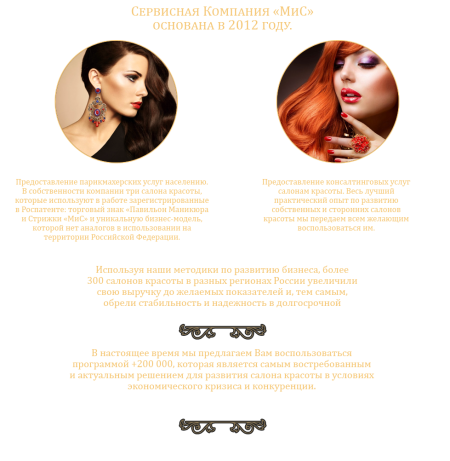 Сервисная Компания «МиС»
основана в 2012 году.
Предоставление парикмахерских услуг населению.
В собственности компании три салона красоты,
которые используют в работе зарегистрированные
в Роспатенте: торговый знак «Павильон Маникюра
и Стрижки «МиС» и уникальную бизнес-модель,
которой нет аналогов в использовании на
территории Российской Федерации.
Предоставление консалтинговых услуг
салонам красоты. Весь лучший
практический опыт по развитию
собственных и сторонних салонов
красоты мы передаем всем желающим
воспользоваться им.
Используя наши методики по развитию бизнеса, более
300 салонов красоты в разных регионах России увеличили
свою выручку до желаемых показателей и, тем самым,
обрели стабильность и надежность в долгосрочной
В настоящее время мы предлагаем Вам воспользоваться
программой +200 000, которая является самым востребованным
и актуальным решением для развития салона красоты в условиях
экономического кризиса и конкуренции.